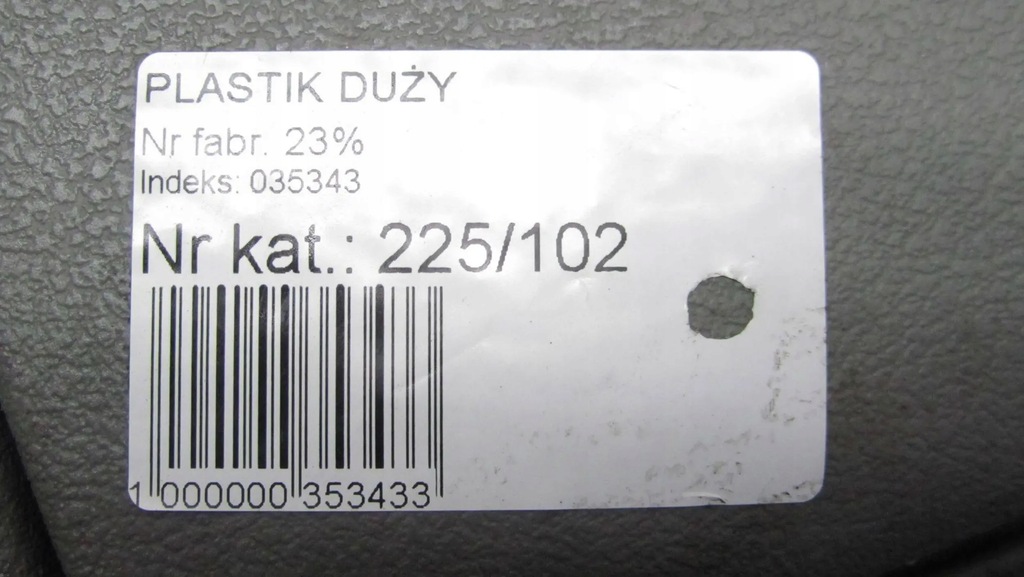 PLASTIK DUŻY
Nr fabr. 23%
Indeks: 035343
Nr kat.: 225/102
1 000000 353433